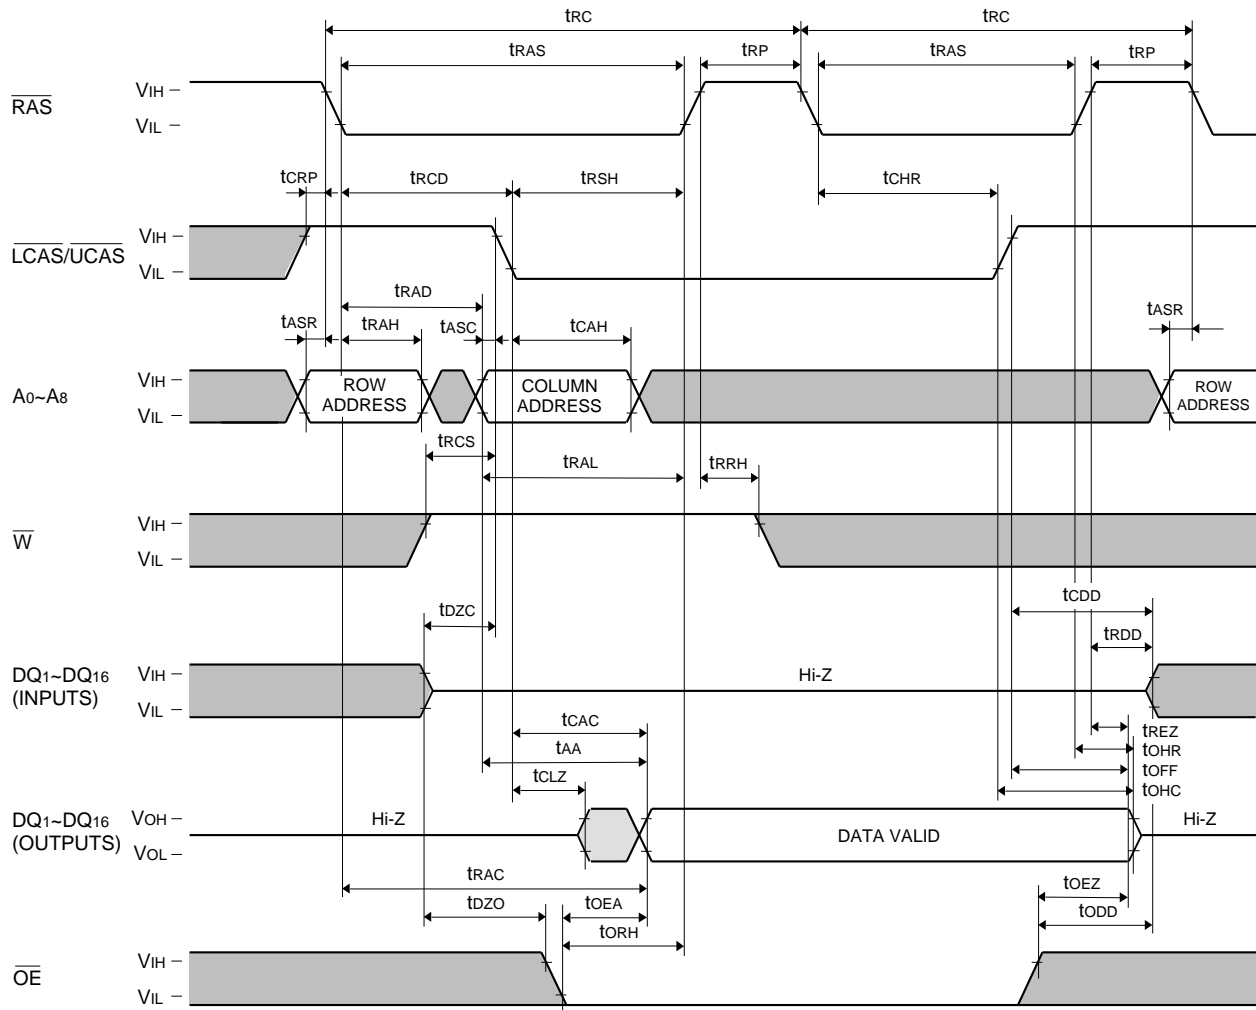 tRC tRC
tRAS tRP tRAS tRP
RAS VIH
VIL
tCRP tRCD tRSH tCHR
LCAS/UCAS VIH
VIL
tRAD
tASR tRAH tASC tCAH tASR
A0~A8 VIH
VIL
ROW
ADDRESS
COLUMN
ADDRESS
ROW
ADDRESS
tRCS
tRAL tRRH
W VIH
VIL
tCDD
tDZC tRDD
DQ1~DQ16
(INPUTS)
VIH
VIL
Hi-Z
tCAC tREZ
tAA tOHR
tCLZ tOFF
tOHC
DQ1~DQ16
(OUTPUTS)
VOH
VOL
Hi-Z DATA VALID Hi-Z
tRAC
tOEZ
tDZO tOEA tODD
tORH
OE VIH
VIL